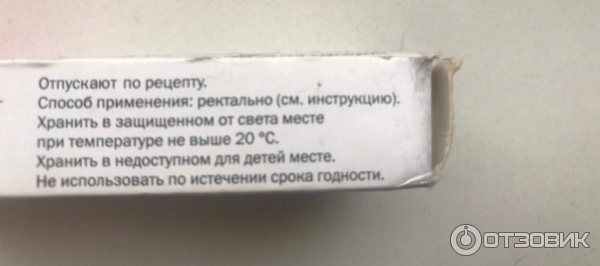 Отпускают по рецепту.
Способ применения: ректально (см. инструкцию).
Хранить в защищенном от света месте
при температуре не выше 20 °С.
Хранить в недоступном для детей месте.
Не использовать по истечении срока годности.
ОТЗОВИК